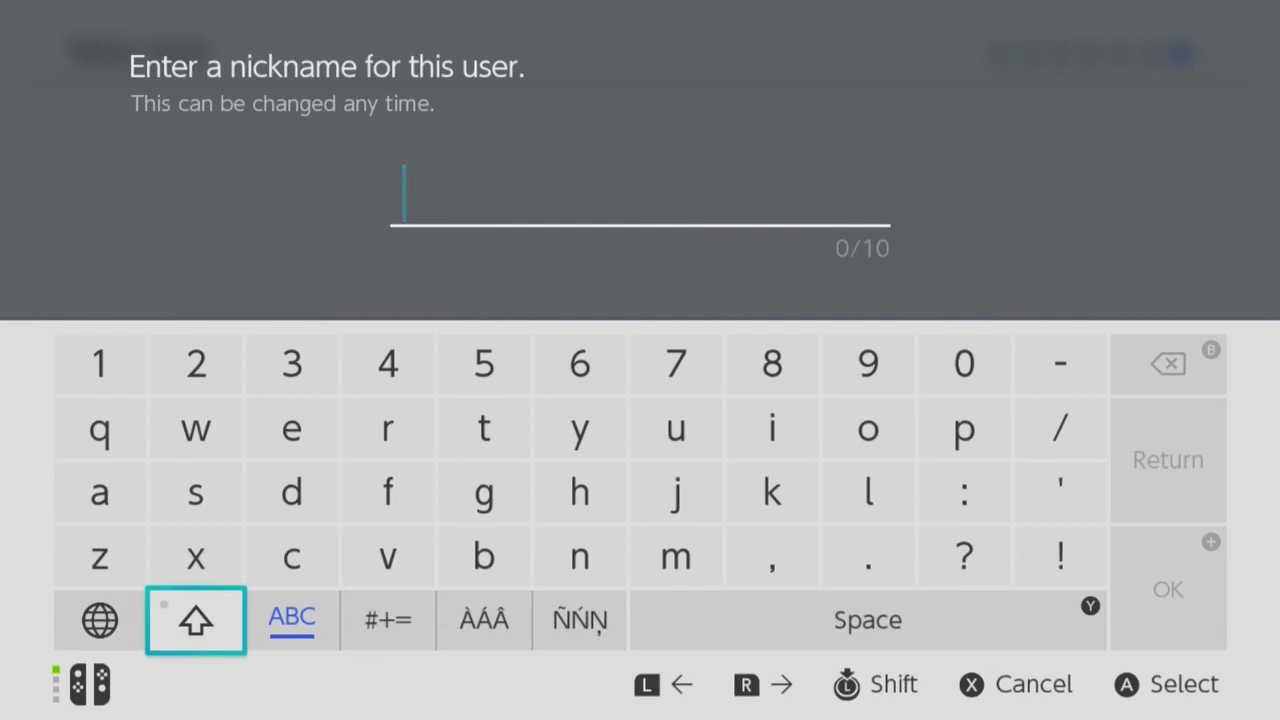 Enter a nickname for this user.
This can be changed any time.
0/10
1 2 3 4 5 6 7 8 9 0 - B
q w e r t y u i o p /
Return
a s d f g h j k l : '
z x c v b n m , . ? ! +
OK
ABC #+= ÀÁÂ ÑŃŅ Space Y
L ← R → L Shift X Cancel A Select